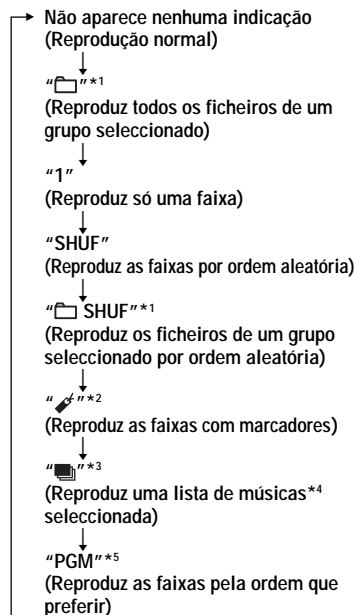 Não aparece nenhuma indicação
(Reprodução normal)
“ ”*1
(Reproduz todos os ficheiros de um
grupo seleccionado)
“1”
(Reproduz só uma faixa)
“SHUF”
(Reproduz as faixas por ordem aleatória)
“ SHUF”*1
(Reproduz os ficheiros de um grupo
seleccionado por ordem aleatória)
“ ”*2
(Reproduz as faixas com marcadores)
“ ”*3
(Reproduz uma lista de músicas*4
seleccionada)
“PGM”*5
(Reproduz as faixas pela ordem que
preferir)